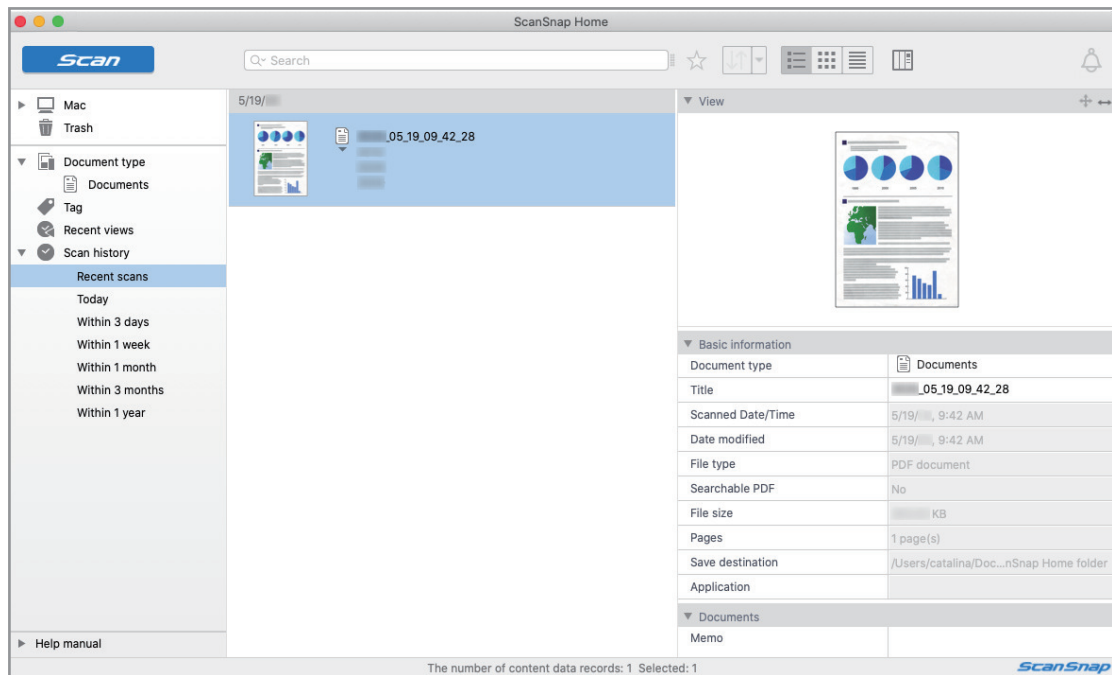 ScanSnap Home
Scan
Search
Mac
Trash
Document type
Documents
Tag
Recent views
Scan history
Recent scans
Today
Within 3 days
Within 1 week
Within 1 month
Within 3 months
Within 1 year
Help manual
5/19/
_05_19_09_42_28
View
Basic information
Document type Documents
Title _05_19_09_42_28
Scanned Date/Time 5/19/ , 9:42 AM
Date modified 5/19/ , 9:42 AM
File type PDF document
Searchable PDF No
File size KB
Pages 1 page(s)
Save destination /Users/catalina/Doc...nSnap Home folder
Application
Documents
Memo
The number of content data records: 1 Selected: 1
ScanSnap